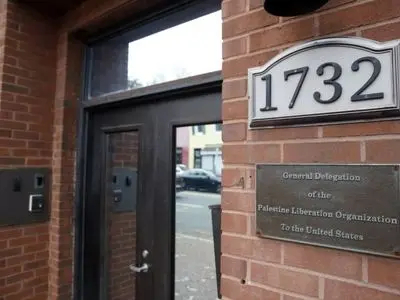 1732
General Delegation
of the
Palestine Liberation Organization
To the United States